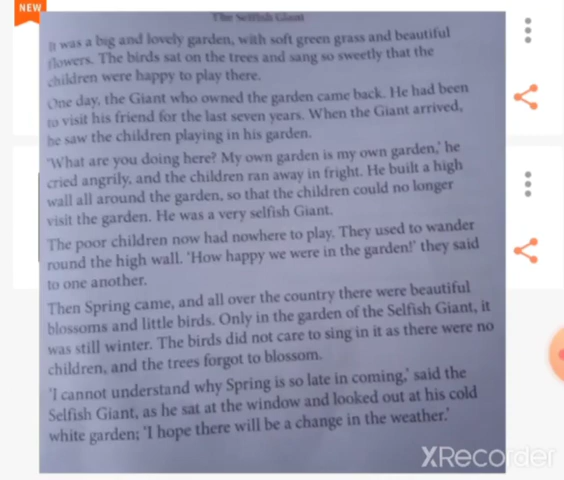 NEW
The Selfish Giant
It was a big and lovely garden, with soft green grass and beautiful
flowers. The birds sat on the trees and sang so sweetly that the
children were happy to play there.
One day, the Giant who owned the garden came back. He had been
to visit his friend for the last seven years. When the Giant arrived,
he saw the children playing in his garden.
'What are you doing here? My own garden is my own garden,' he
cried angrily, and the children ran away in fright. He built a high
wall all around the garden, so that the children could no longer
visit the garden. He was a very selfish Giant.
The poor children now had nowhere to play. They used to wander
round the high wall. 'How happy we were in the garden!' they said
to one another.
Then Spring came, and all over the country there were beautiful
blossoms and little birds. Only in the garden of the Selfish Giant, it
was still winter. The birds did not care to sing in it as there were no
children, and the trees forgot to blossom.
'I cannot understand why Spring is so late in coming,' said the
Selfish Giant, as he sat at the window and looked out at his cold
white garden; 'I hope there will be a change in the weather.'
XRecorder